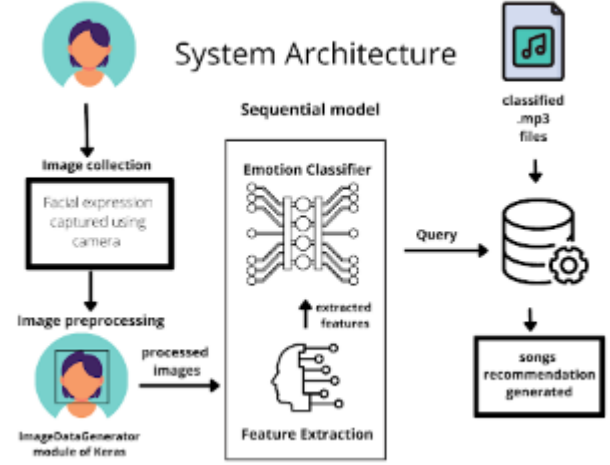 System Architecture
Image collection
Facial expression
captured using
camera
Image preprocessing
ImageDataGenerator
module of Keras
processed
images
Sequential model
Emotion Classifier
extracted
features
Feature Extraction
Query
classified
.mp3
files
songs
recommendation
generated